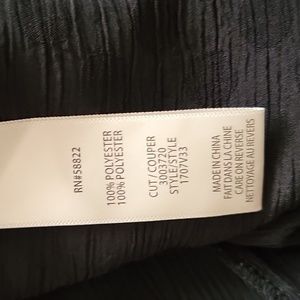 RN#58822
100% POLYESTER
100% POLYESTER
CUT/COUPER
3003720
STYLE/STYLE
1707V33
MADE IN CHINA
FAIT DANS LA CHINE
CARE ON REVERSE
NETTOYAGE AU REVERS